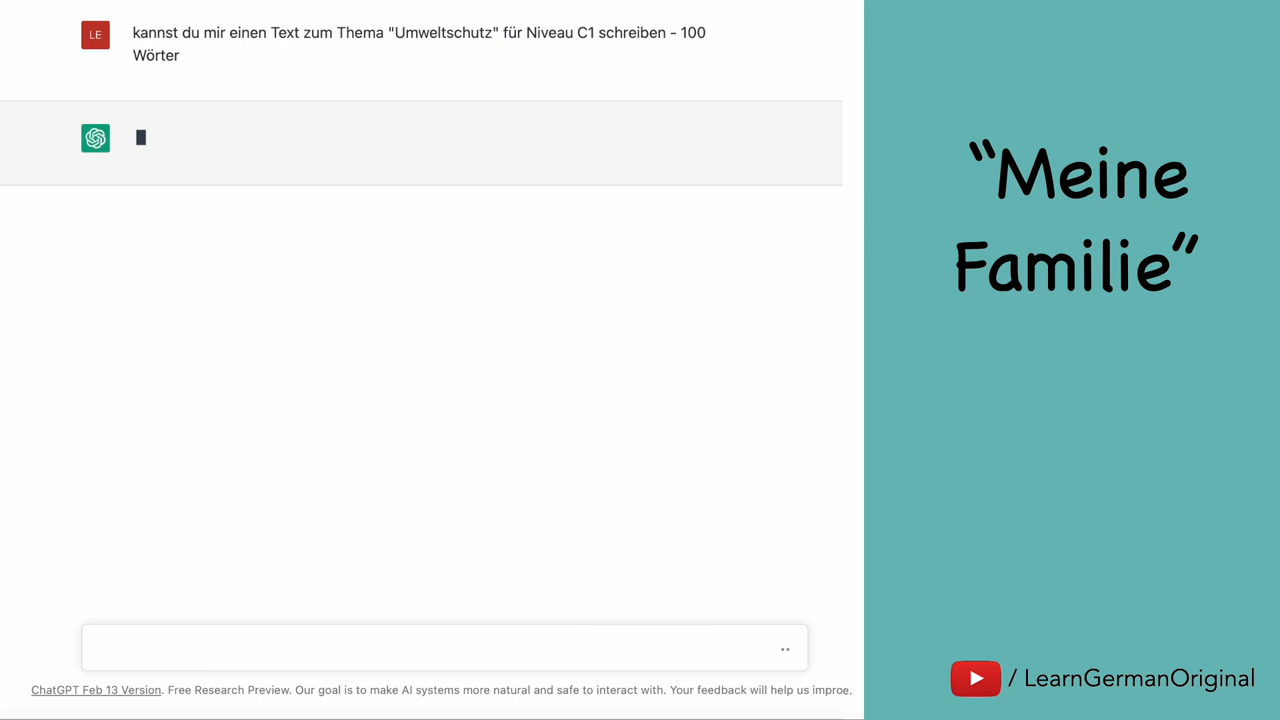 LE
kannst du mir einen Text zum Thema "Umweltschutz" für Niveau C1 schreiben - 100
Wörter
“Meine
Familie”
ChatGPT Feb 13 Version. Free Research Preview. Our goal is to make AI systems more natural and safe to interact with. Your feedback will help us improe.
/ LearnGermanOriginal